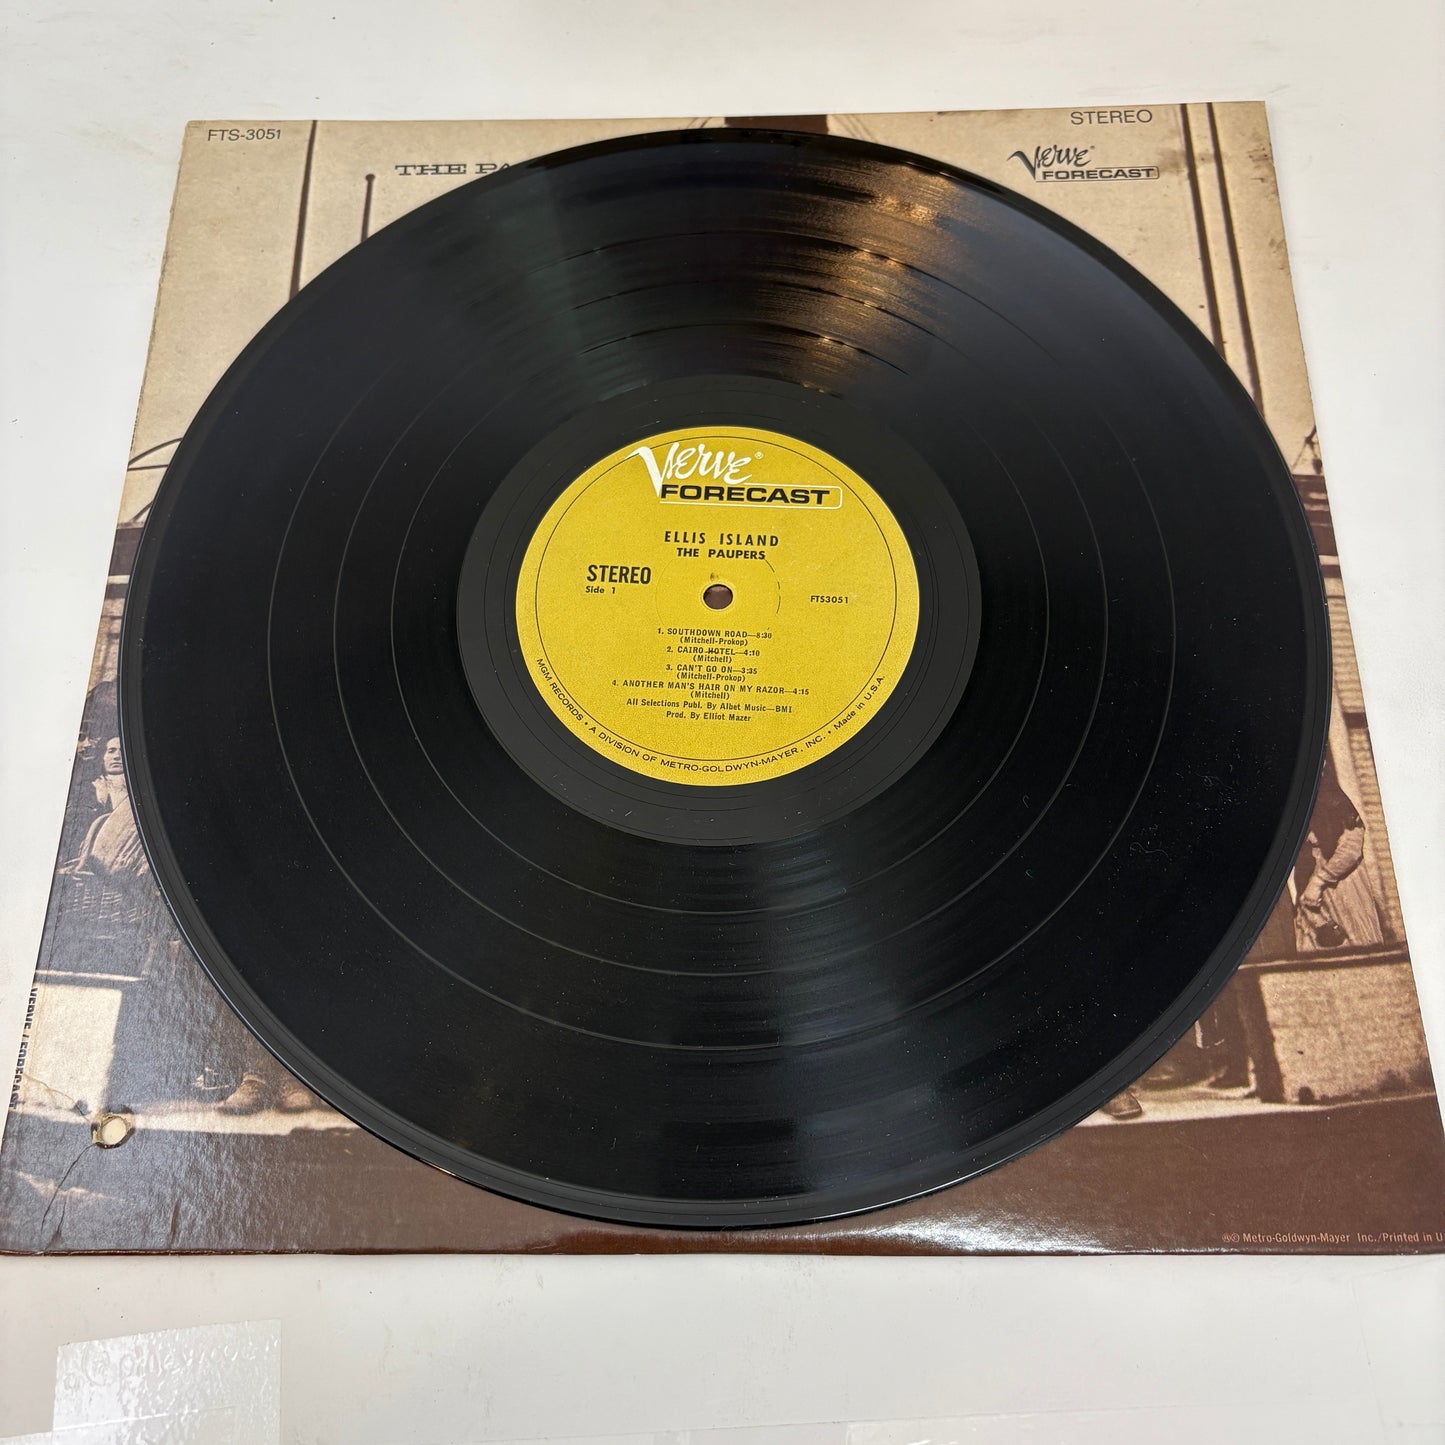 FTS-3051
STEREO
THE PA
Verve®
FORECAST
Verve®
FORECAST
ELLIS ISLAND
THE PAUPERS
STEREO
Side 1
FTS3051
1. SOUTHDOWN ROAD—8:30
(Mitchell-Prokop)
2. CAIRO HOTEL—4:10
(Mitchell)
3. CAN'T GO ON—3:35
(Mitchell-Prokop)
4. ANOTHER MAN'S HAIR ON MY RAZOR—4:15
(Mitchell)
All Selections Publ. By Albet Music—BMI
Prod. By Elliot Mazer
MGM RECORDS • A DIVISION OF METRO-GOLDWYN-MAYER, INC. • Made in U.S.A.
VERVE / FORECAST
℗© Metro-Goldwyn-Mayer Inc./Printed in U